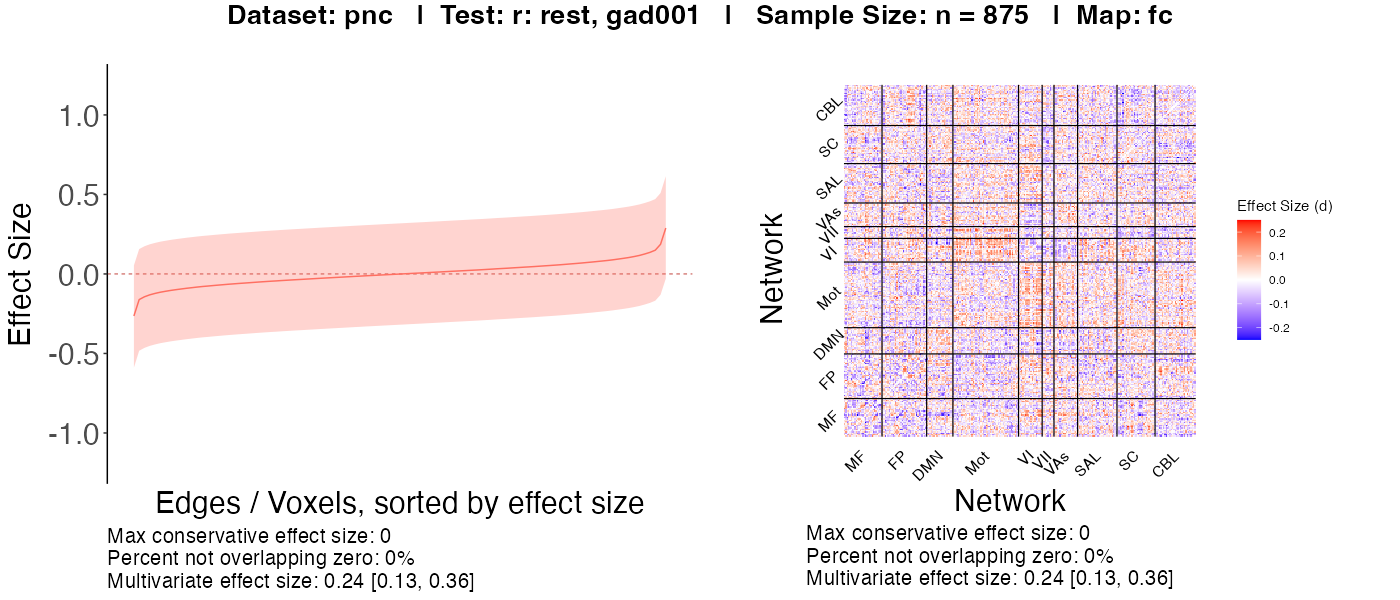 Dataset: pnc | Test: r: rest, gad001 | Sample Size: n = 875 | Map: fc
Effect Size
1.0
0.5
0.0
-0.5
-1.0
Edges / Voxels, sorted by effect size
Max conservative effect size: 0
Percent not overlapping zero: 0%
Multivariate effect size: 0.24 [0.13, 0.36]
Network
CBL
SC
SAL
VAs
VII
VI
Mot
DMN
FP
MF
MF
FP
DMN
Mot
VI
VII
VAs
SAL
SC
CBL
Network
Max conservative effect size: 0
Percent not overlapping zero: 0%
Multivariate effect size: 0.24 [0.13, 0.36]
Effect Size (d)
0.2
0.1
0.0
-0.1
-0.2